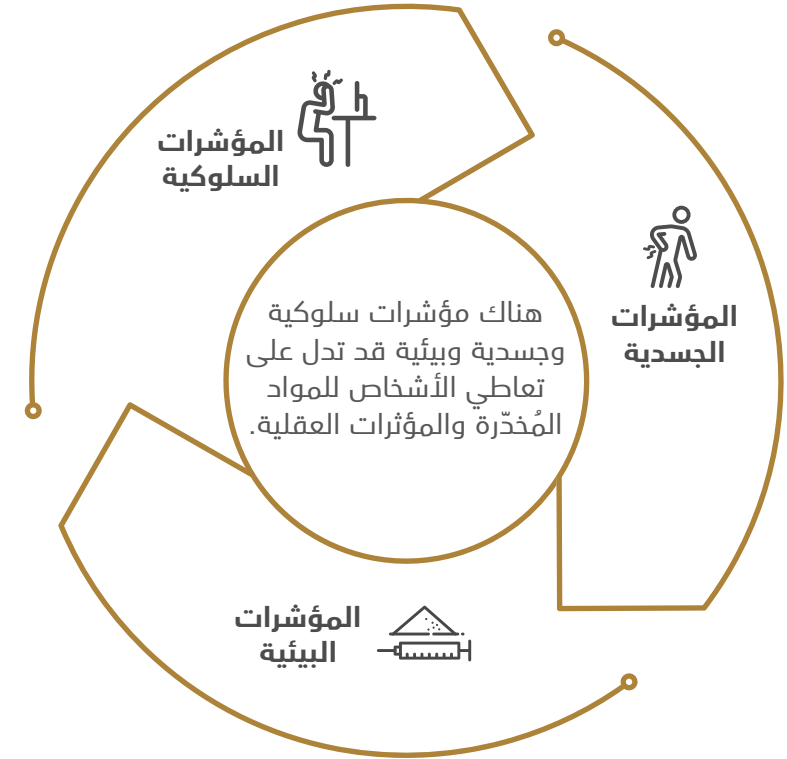 المؤشرات
السلوكية
المؤشرات
الجسدية
هناك مؤشرات سلوكية
وجسدية وبيئية قد تدل على
تعاطي الأشخاص للمواد
المُخدّرة والمؤثرات العقلية.
المؤشرات
البيئية